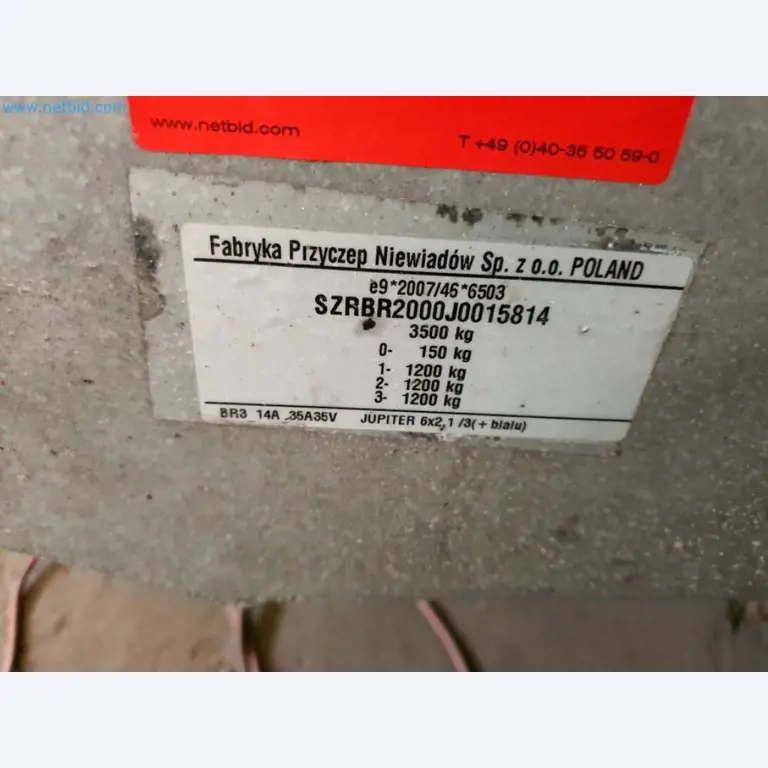 www.netbid.com
www.netbid.com
T +49 (0)40-35 50 59-0
Fabryka Przyczep Niewiadów Sp. z o.o. POLAND
e9*2007/46*6503
SZRBR2000J0015814
3500 kg
0- 150 kg
1- 1200 kg
2- 1200 kg
3- 1200 kg
BR3 14A .35A35V JUPITER 6x2,1 /3(+ bialu)